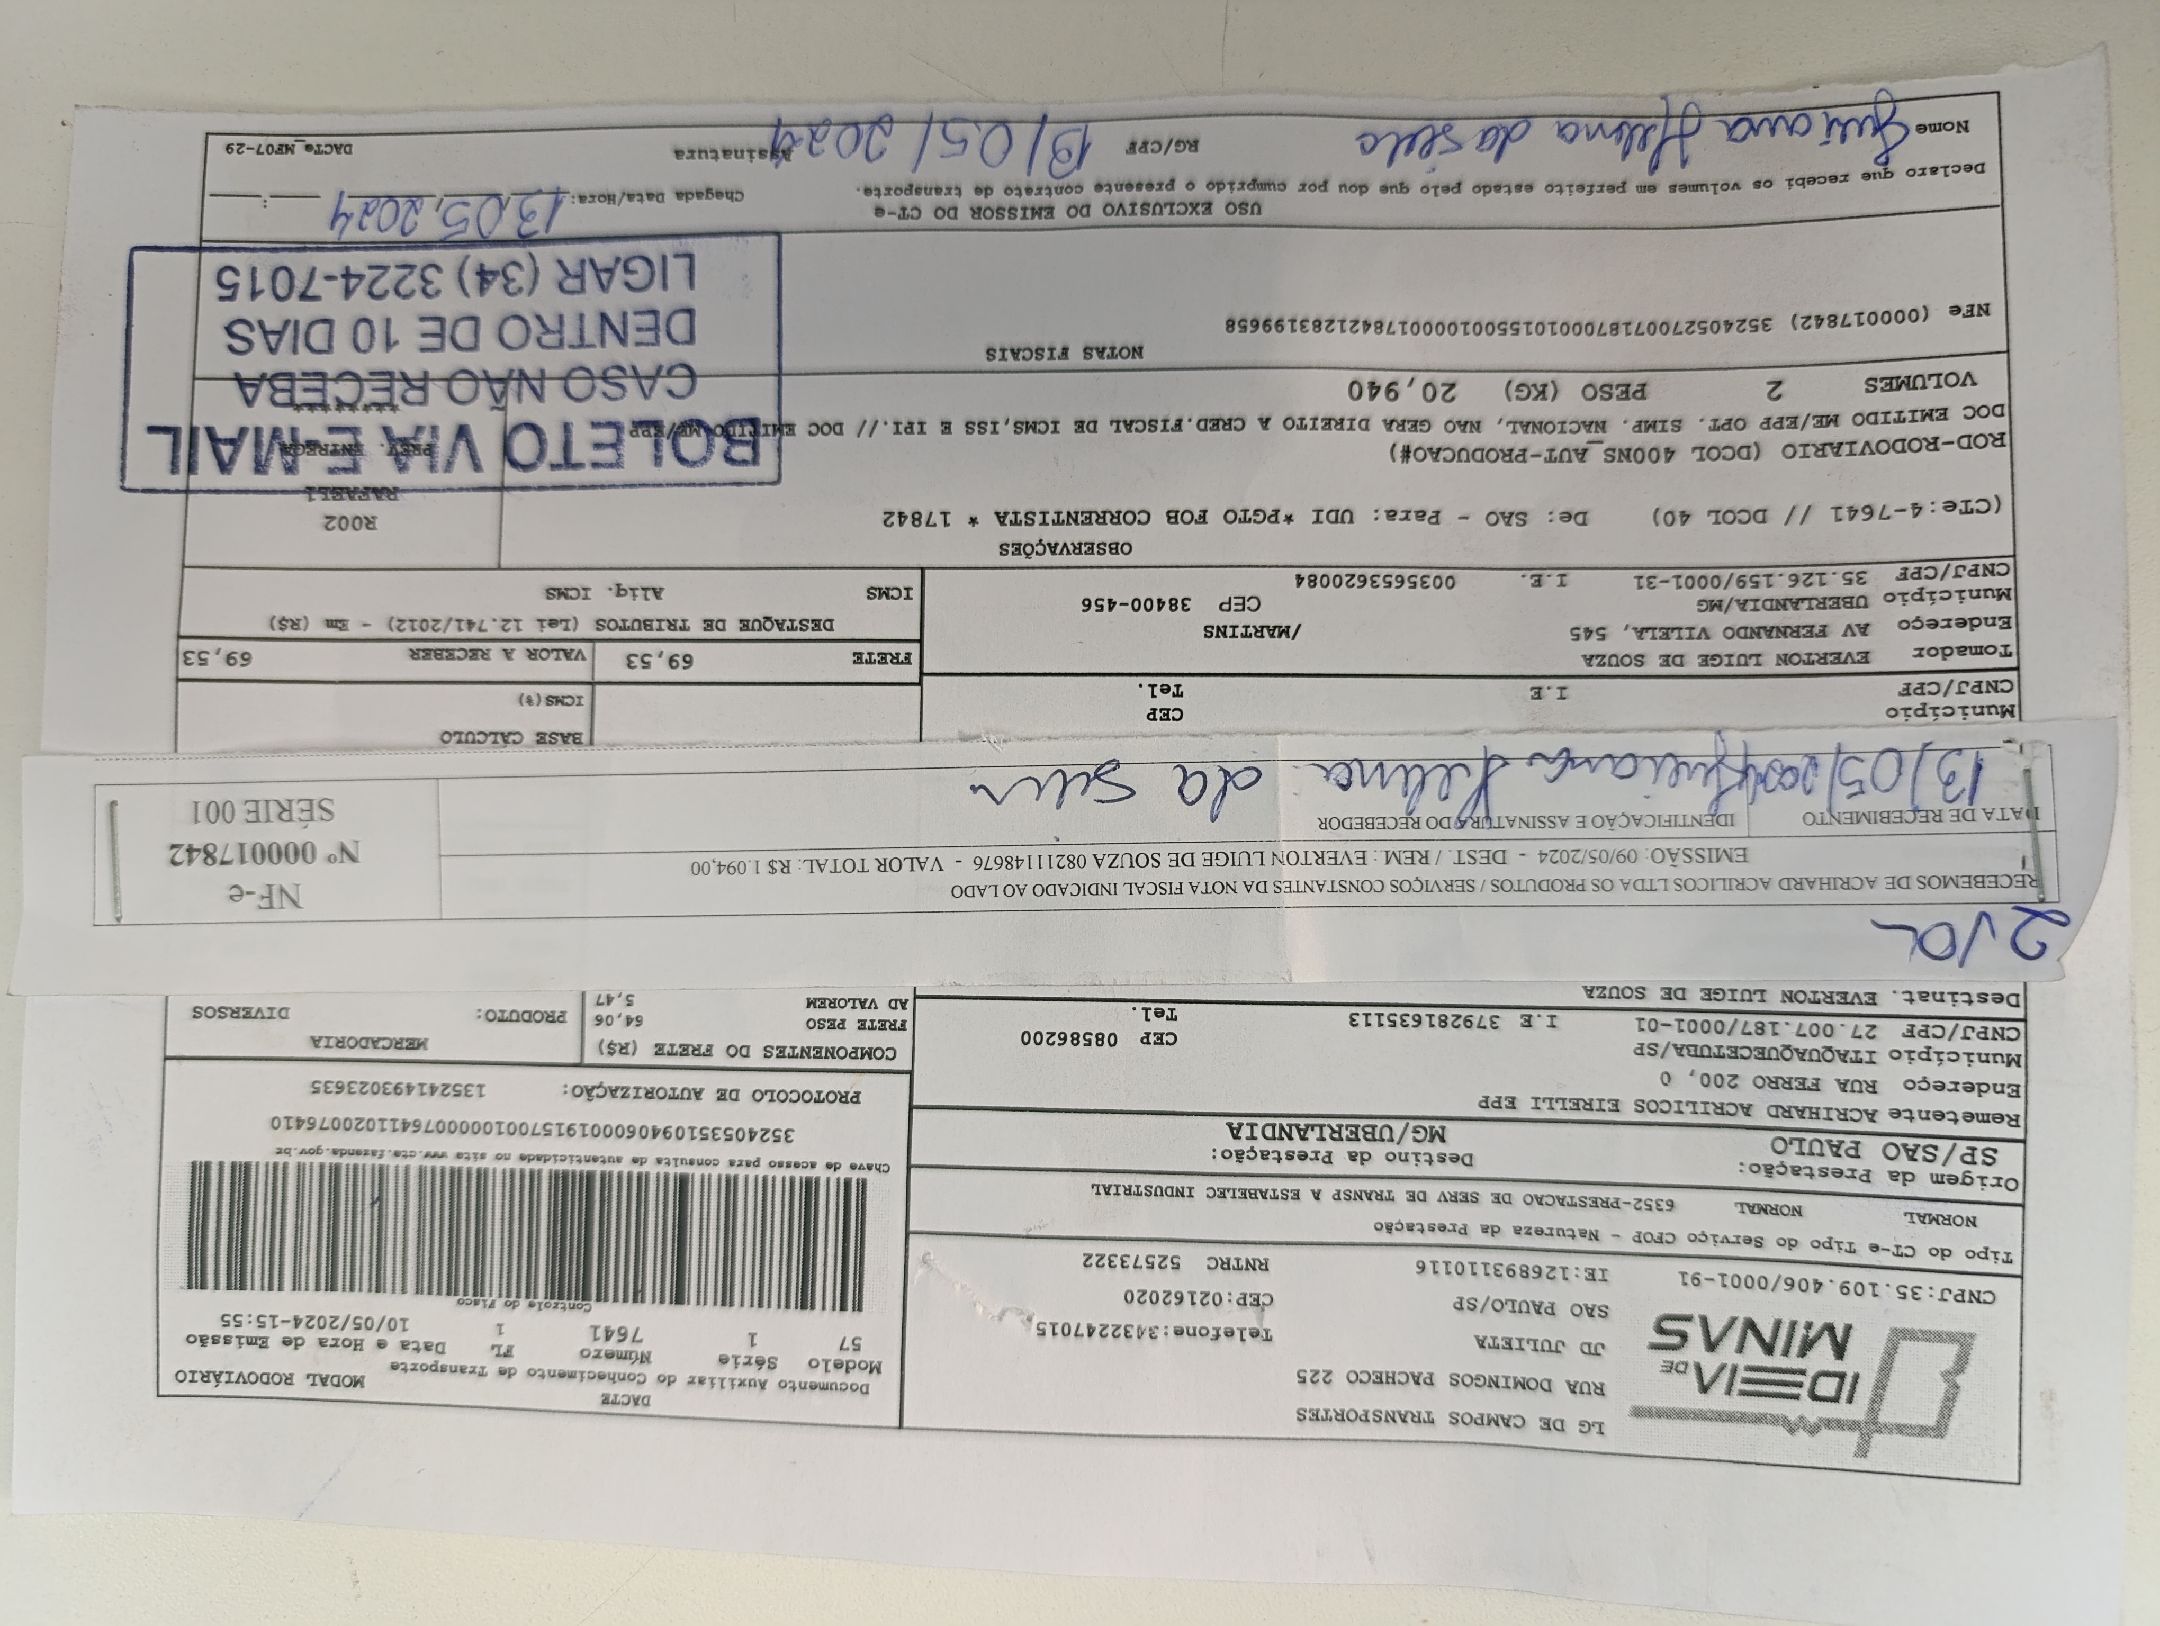 IDEIA DE
MINAS
LG DE CAMPOS TRANSPORTES
RUA DOMINGOS PACHECO 225
JD JULIETA Telefone:3432247015
SAO PAULO/SP CEP:02162020
CNPJ:35.109.406/0001-91 IE:126893110116 RNTRC 52573322
DACTE
Documento Auxiliar do Conhecimento de Transporte MODAL RODOVIÁRIO
Modelo Série Número FL Data e Hora de Emissão
57 1 7641 1 10/05/2024-15:55
Controle do Fisco
Tipo do CT-e Tipo do Serviço CFOP - Natureza da Prestação
NORMAL NORMAL 6352-PRESTACAO DE SERV DE TRANSP A ESTABELEC INDUSTRIAL
Chave de acesso para consulta de autenticidade no site www.cte.fazenda.gov.br
35240535109406000191570010000076411020076410
Origem da Prestação: Destino da Prestação:
SP/SAO PAULO MG/UBERLANDIA
PROTOCOLO DE AUTORIZAÇÃO: 135241493023635
Remetente ACRIHARD ACRILICOS EIRELLI EPP
Endereço RUA FERRO 200, 0
Município ITAQUAQUECETUBA/SP CEP 08586200
CNPJ/CPF 27.007.187/0001-01 I.E 379281635113 Tel.
Destinat. EVERTON LUIGE DE SOUZA
COMPONENTES DO FRETE (R$) MERCADORIA
FRETE PESO 64,06 PRODUTO: DIVERSOS
AD VALOREM 5,47
2 Vol
RECEBEMOS DE ACRIHARD ACRILICOS LTDA OS PRODUTOS / SERVIÇOS CONSTANTES DA NOTA FISCAL INDICADO AO LADO
EMISSÃO: 09/05/2024 - DEST. / REM: EVERTON LUIGE DE SOUZA 08211148676 - VALOR TOTAL: R$ 1.094,00
DATA DE RECEBIMENTO IDENTIFICAÇÃO E ASSINATURA DO RECEBEDOR
13/05/2024 Juliana Helena da Silva
NF-e
Nº 000017842
SÉRIE 001
Município CEP
CNPJ/CPF I.E Tel.
BASE CÁLCULO
ICMS(%)
Tomador EVERTON LUIGE DE SOUZA
Endereço AV FERNANDO VILELA, 545 /MARTINS
Município UBERLANDIA/MG CEP 38400-456
CNPJ/CPF 35.126.159/0001-31 I.E. 0035653620084
FRETE 69,53 VALOR A RECEBER 69,53
DESTAQUE DE TRIBUTOS (Lei 12.741/2012) - Em (R$)
ICMS Aliq. ICMS
OBSERVAÇÕES
(CTe:4-7641 // DCOL 40) De: SAO - Para: UDI *PGTO FOB CORRENTISTA * 17842
R002
RAFAELI
ROD-RODOVIARIO (DCOL 400NS_AUT-PRODUCAO#)
DOC EMITIDO ME/EPP OPT. SIMP. NACIONAL, NAO GERA DIREITO A CRED.FISCAL DE ICMS,ISS E IPI.// DOC EMITIDO ME/EPP
PREV. ENTREGA
VOLUMES 2 PESO (KG) 20,940
BOLETO VIA E-MAIL
CASO NÃO RECEBA
DENTRO DE 10 DIAS
LIGAR (34) 3224-7015
NOTAS FISCAIS
NFe (000017842) 35240527007187000101550010000178421283199658
USO EXCLUSIVO DO EMISSOR DO CT-e
Chegada Data/Hora: 13,05,2024
Declaro que recebi os volumes em perfeito estado pelo que dou por cumprido o presente contrato de transporte.
Nome Juliana Helena da Silva RG/CPF 13/05/2024 Assinatura DACTe_MF07-29